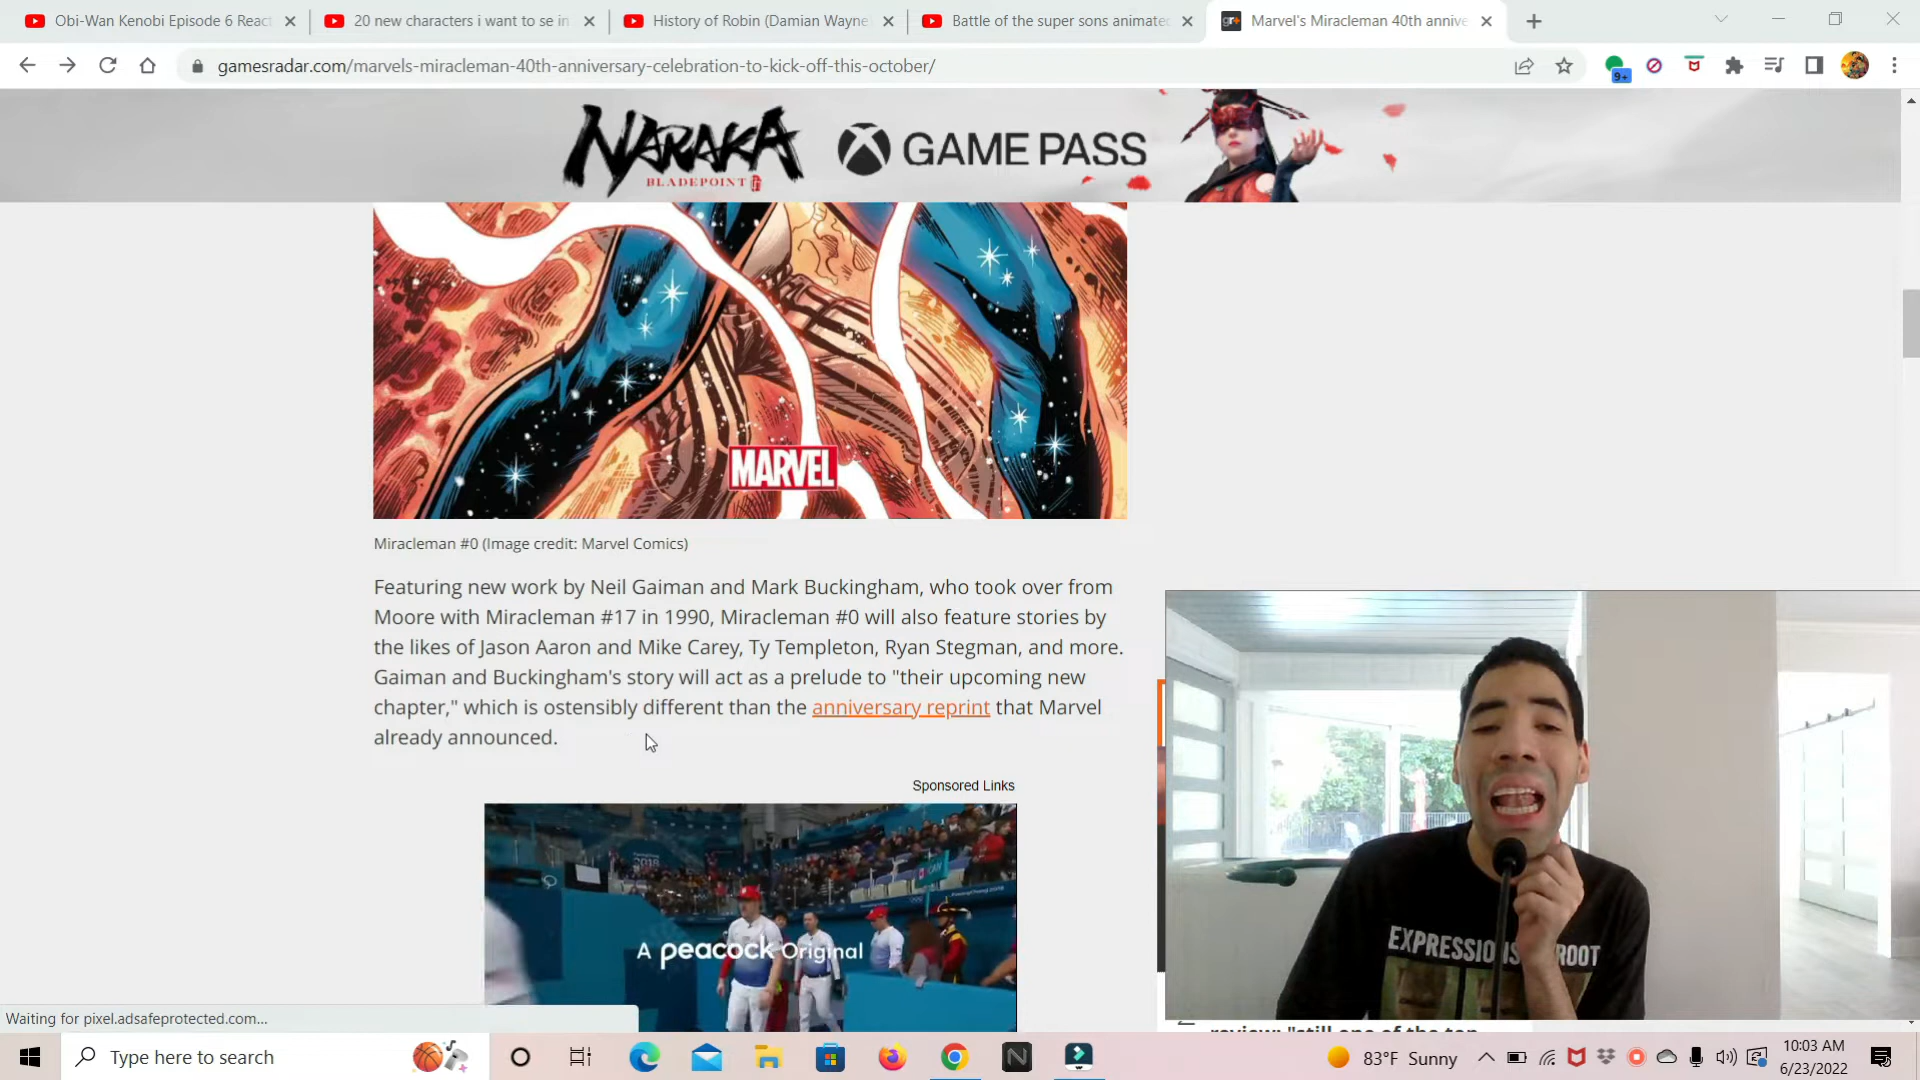 Obi-Wan Kenobi Episode 6 React
20 new characters i want to se in
History of Robin (Damian Wayne)
Battle of the super sons animated
Marvel's Miracleman 40th annive
gamesradar.com/marvels-miracleman-40th-anniversary-celebration-to-kick-off-this-october/
9+
NARAKA
BLADEPOINT
GAME PASS
MARVEL
Miracleman #0 (Image credit: Marvel Comics)
Featuring new work by Neil Gaiman and Mark Buckingham, who took over from
Moore with Miracleman #17 in 1990, Miracleman #0 will also feature stories by
the likes of Jason Aaron and Mike Carey, Ty Templeton, Ryan Stegman, and more.
Gaiman and Buckingham's story will act as a prelude to "their upcoming new
chapter," which is ostensibly different than the anniversary reprint that Marvel
already announced.
Sponsored Links
2018
A peacock Original
EXPRESSIONS ROOT
Waiting for pixel.adsafeprotected.com...
Type here to search
83°F Sunny
10:03 AM
6/23/2022